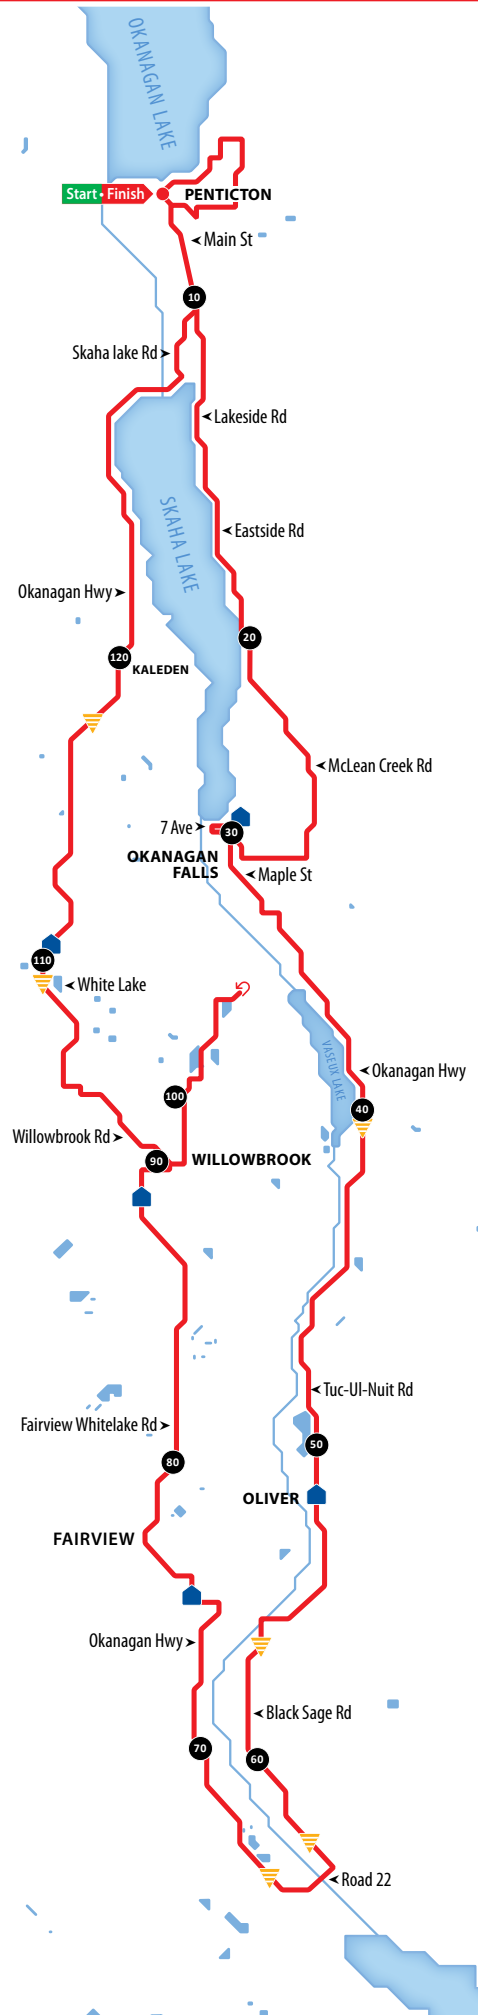 OKANAGAN LAKE
Start • Finish
PENTICTON
Main St
10
Skaha lake Rd
Lakeside Rd
SKAHA LAKE
Eastside Rd
Okanagan Hwy
20
120
KALEDEN
McLean Creek Rd
7 Ave
30
OKANAGAN
FALLS
Maple St
110
White Lake
VASEUX LAKE
Okanagan Hwy
100
40
Willowbrook Rd
90
WILLOWBROOK
Tuc-Ul-Nuit Rd
Fairview Whitelake Rd
50
80
OLIVER
FAIRVIEW
Okanagan Hwy
Black Sage Rd
70
60
Road 22